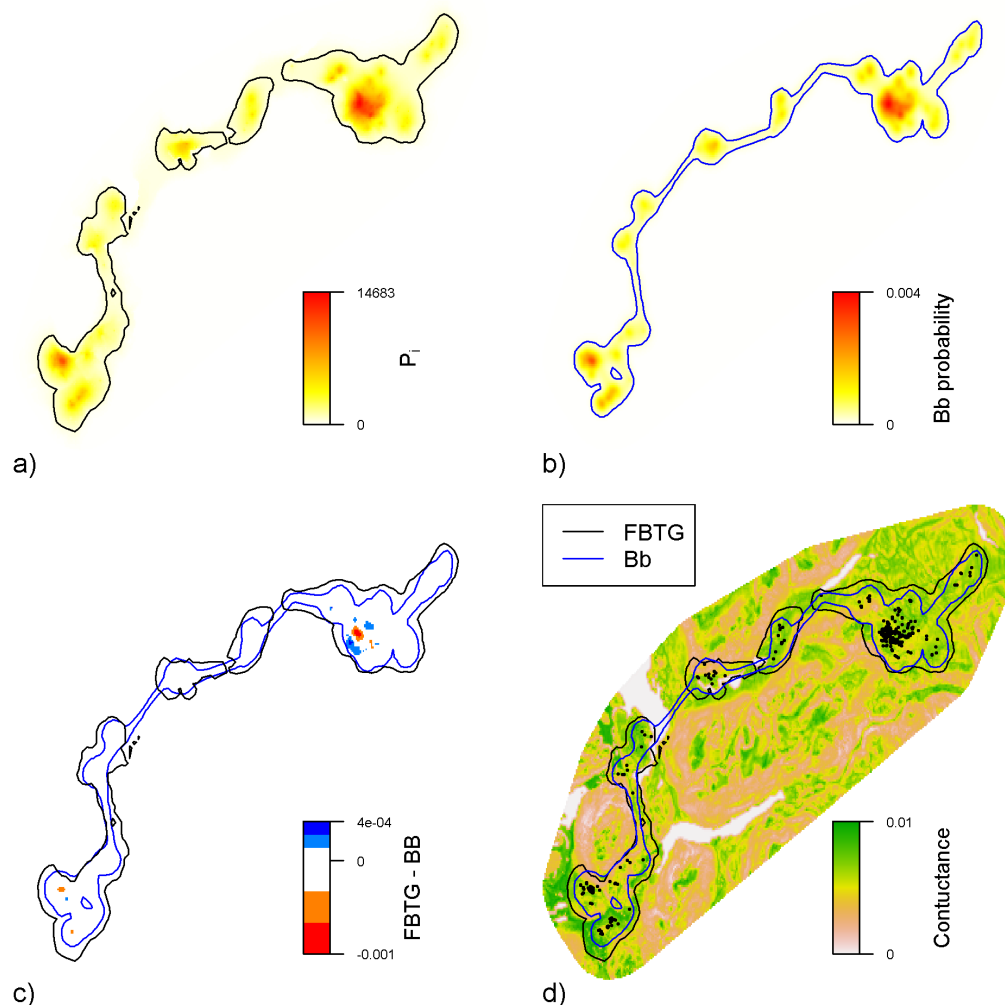 14683
0
P_i
a)
0.004
0
Bb probability
b)
4e-04
0
-0.001
FBTG - BB
c)
FBTG
Bb
0.01
0
Contuctance
d)